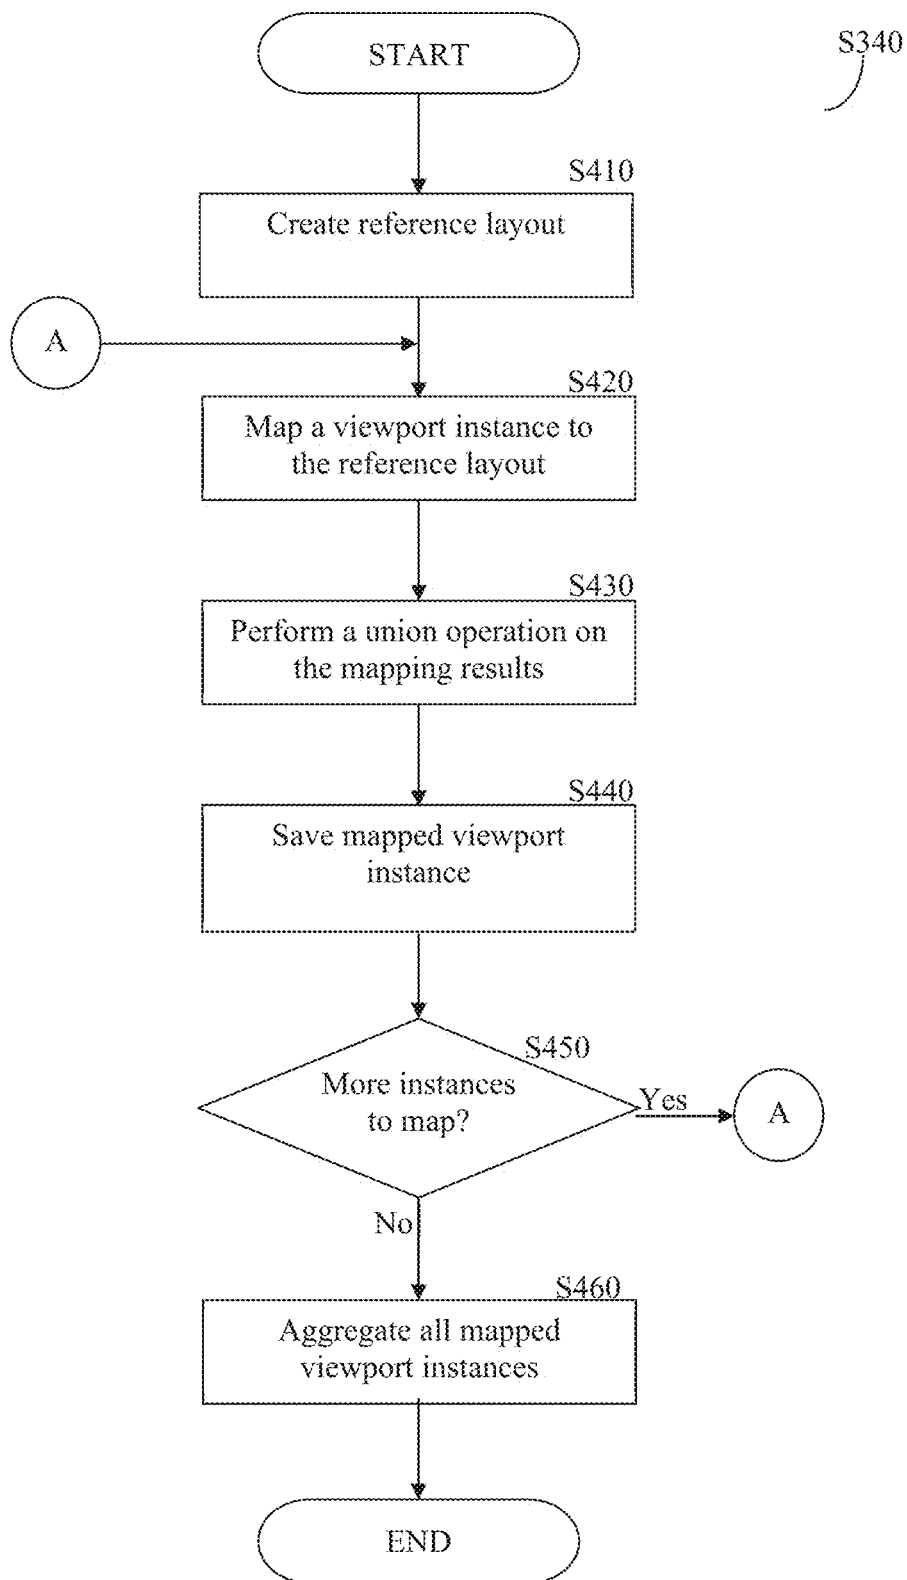 START
S340
S410
Create reference layout
A
S420
Map a viewport instance to
the reference layout
S430
Perform a union operation on
the mapping results
S440
Save mapped viewport
instance
S450
More instances
to map?
Yes
A
No
S460
Aggregate all mapped
viewport instances
END